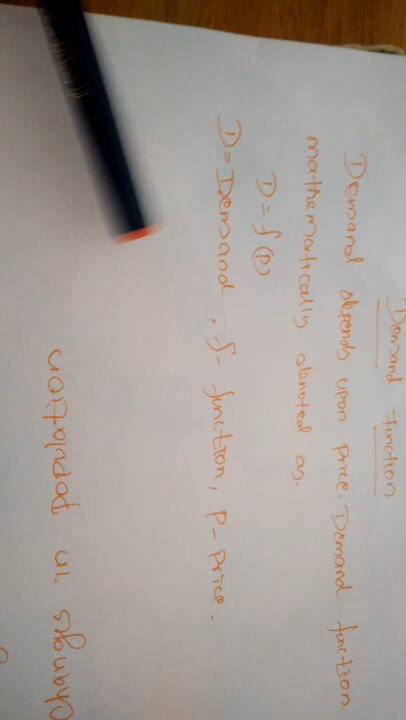 Demand function
Demand depends upon price. Demand function
mathematically denoted as.
D = f (P)
D = Demand, f - function, P - price.
Changes in population